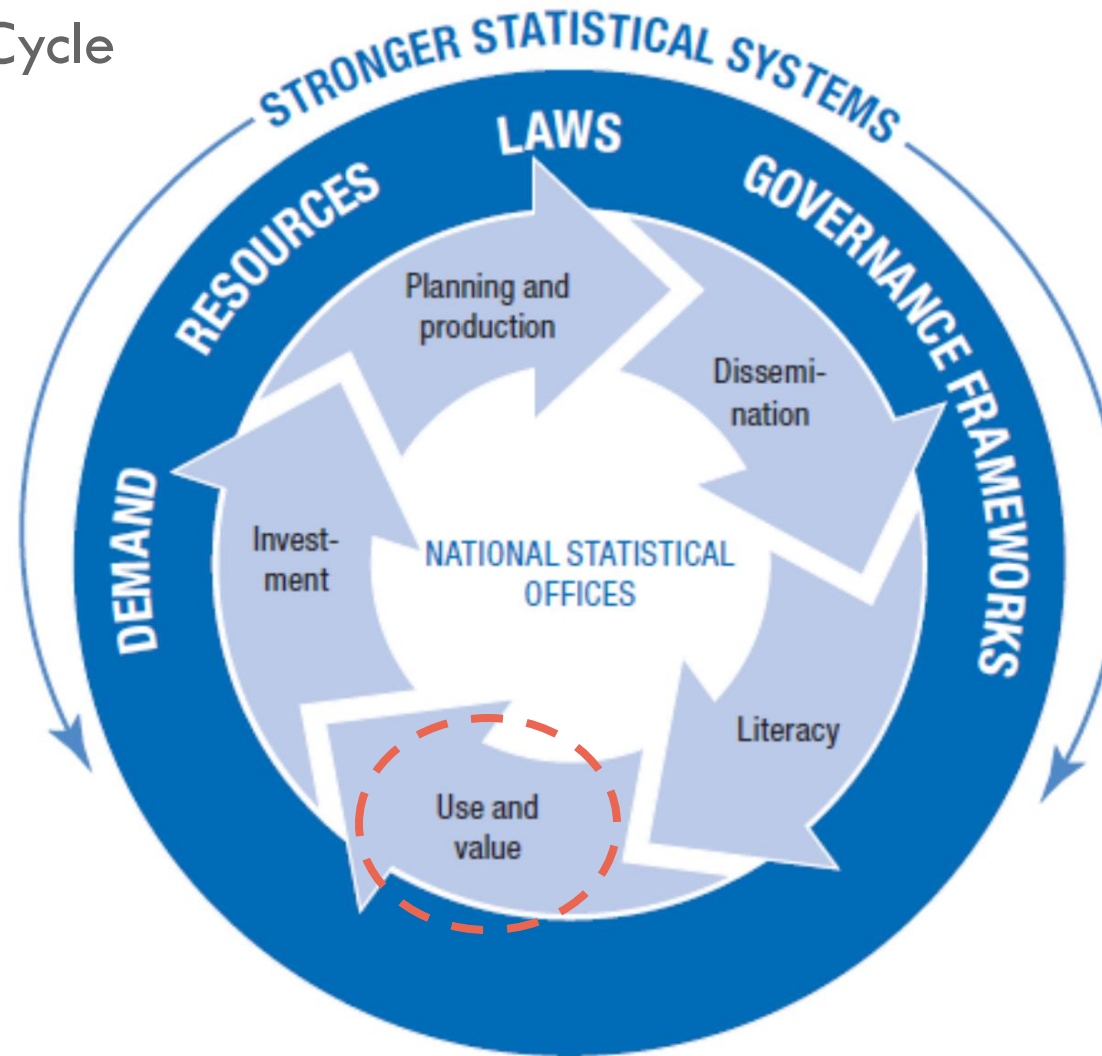 Cycle
STRONGER STATISTICAL SYSTEMS
LAWS
RESOURCES
GOVERNANCE FRAMEWORKS
DEMAND
Planning and
production
Dissemi-
nation
Invest-
ment
NATIONAL STATISTICAL
OFFICES
Literacy
Use and
value